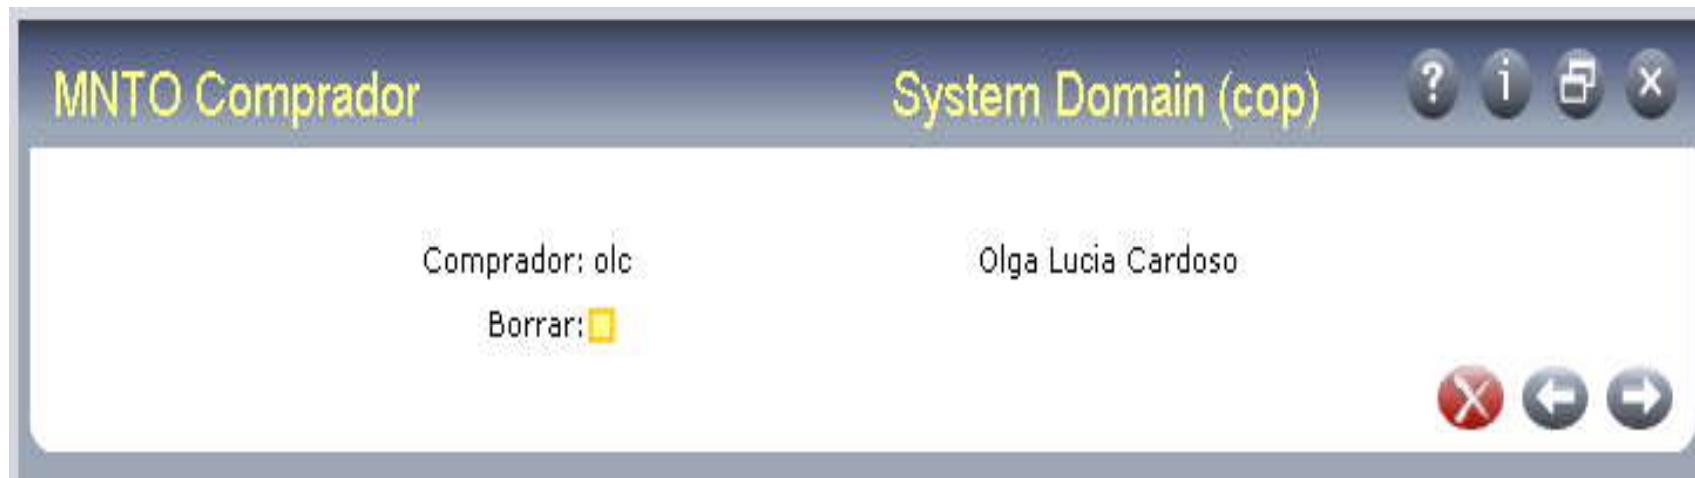 MNTO Comprador System Domain (cop) ? i
Comprador: olc Olga Lucia Cardoso
Borrar: